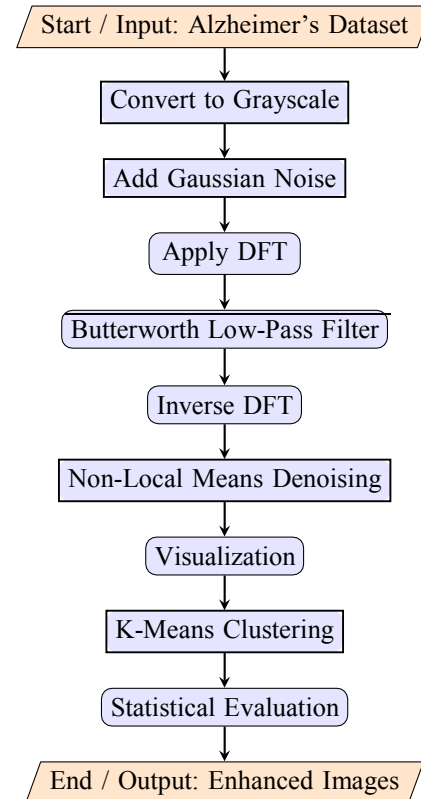 Start / Input: Alzheimer’s Dataset
Convert to Grayscale
Add Gaussian Noise
Apply DFT
Butterworth Low-Pass Filter
Inverse DFT
Non-Local Means Denoising
Visualization
K-Means Clustering
Statistical Evaluation
End / Output: Enhanced Images